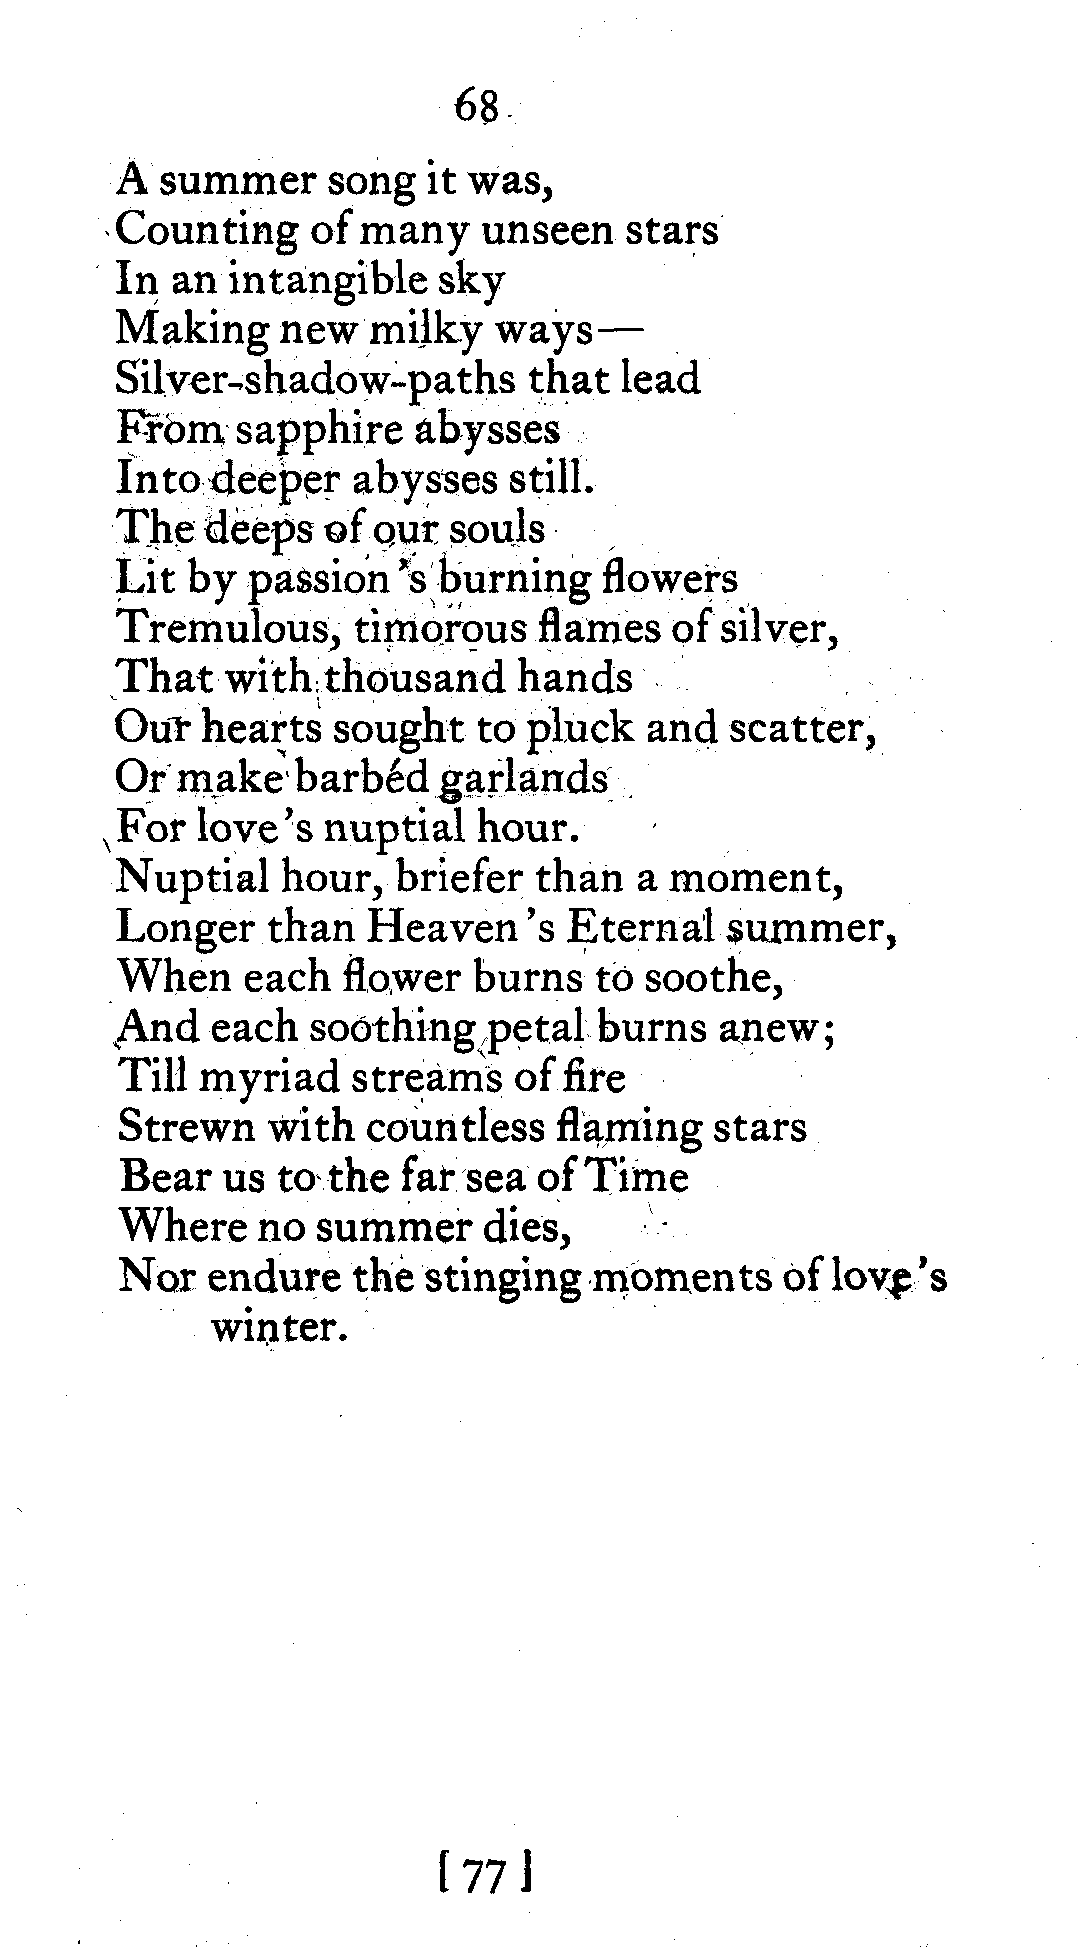 68
A summer song it was,
Counting of many unseen stars
In an intangible sky
Making new milky ways—
Silver-shadow-paths that lead
From sapphire abysses
Into deeper abysses still.
The deeps of our souls
Lit by passion's burning flowers
Tremulous, timorous flames of silver,
That with thousand hands
Our hearts sought to pluck and scatter,
Or make barbéd garlands
For love's nuptial hour.
Nuptial hour, briefer than a moment,
Longer than Heaven's Eternal summer,
When each flower burns to soothe,
And each soothing petal burns anew;
Till myriad streams of fire
Strewn with countless flaming stars
Bear us to the far sea of Time
Where no summer dies,
Nor endure the stinging moments of love's
winter.
[ 77 ]